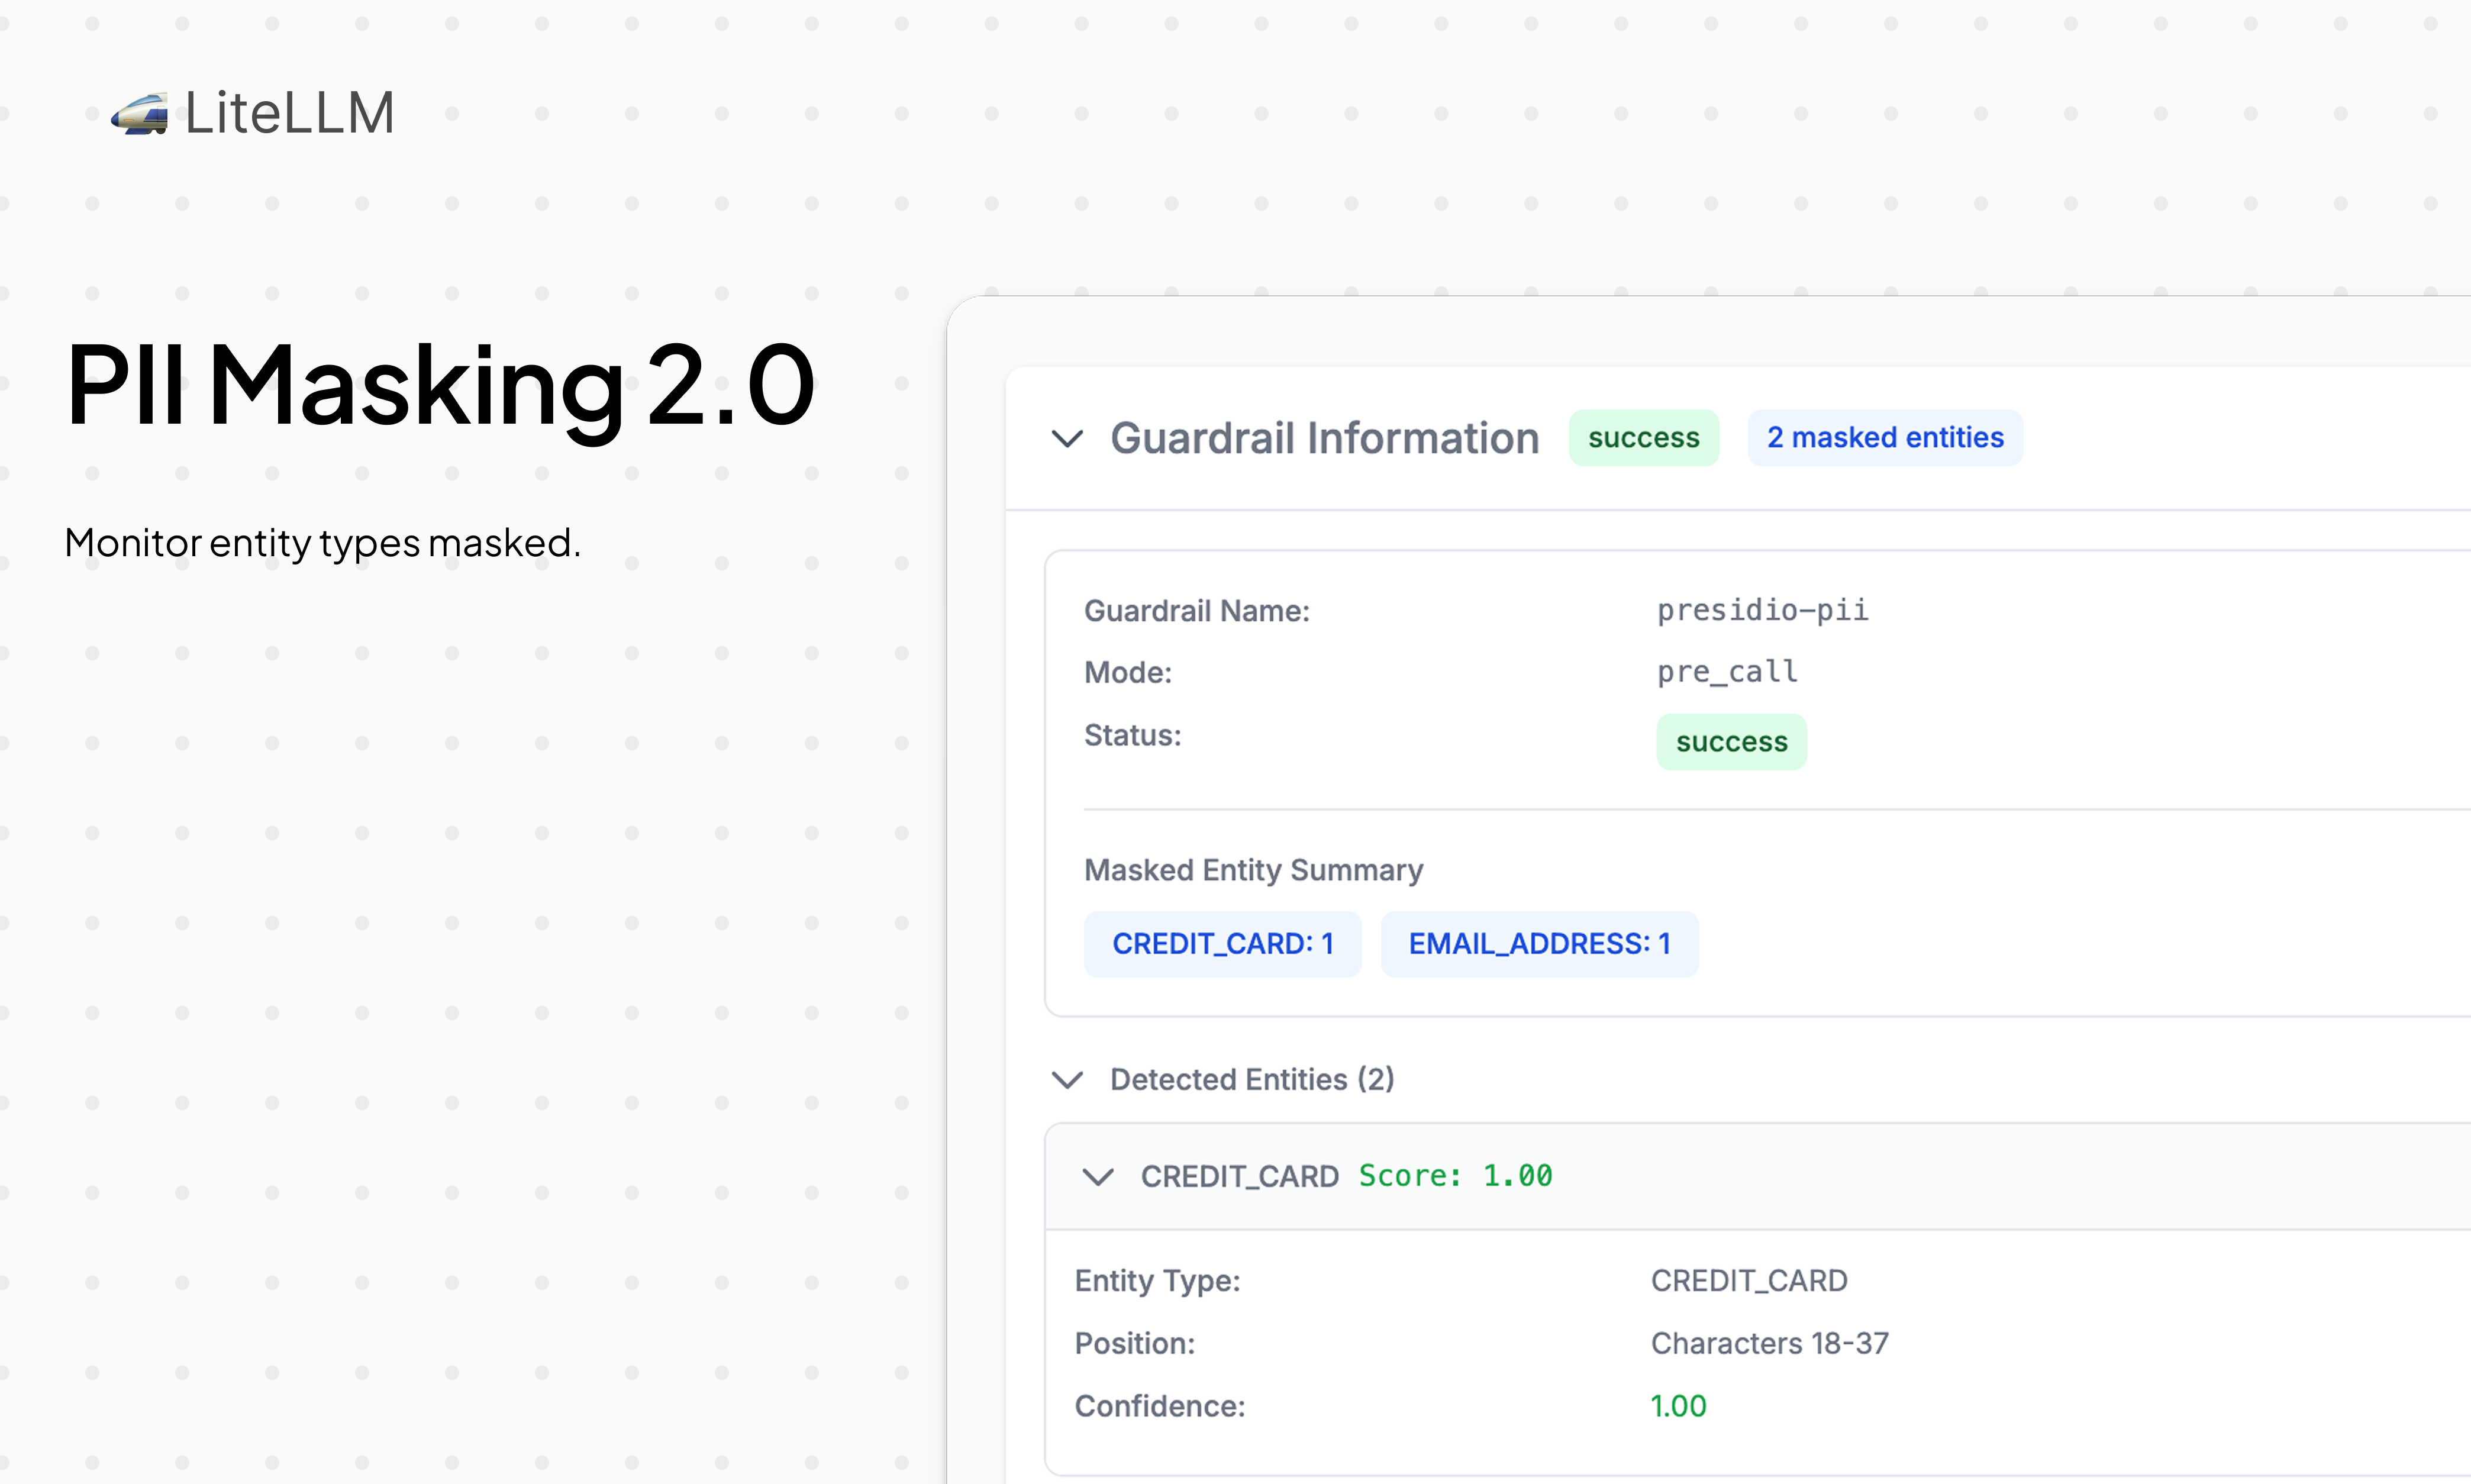 LiteLLM
PII Masking 2.0
Monitor entity types masked.
Guardrail Information success 2 masked entities
Guardrail Name: presidio-pii
Mode: pre_call
Status: success
Masked Entity Summary
CREDIT_CARD: 1 EMAIL_ADDRESS: 1
Detected Entities (2)
CREDIT_CARD Score: 1.00
Entity Type: CREDIT_CARD
Position: Characters 18-37
Confidence: 1.00